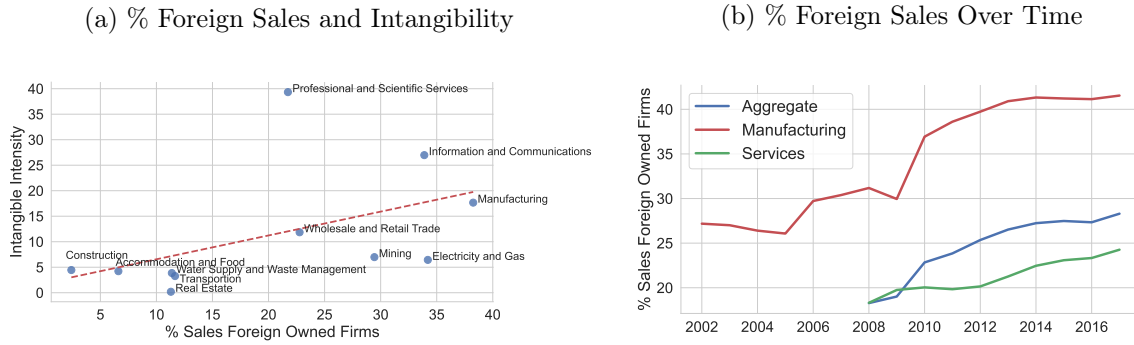 (a) % Foreign Sales and Intangibility
40
35
30
25
20
15
10
5
0
Intangible Intensity
Professional and Scientific Services
Information and Communications
Manufacturing
Wholesale and Retail Trade
Mining
Electricity and Gas
Construction
Accommodation and Food
Water Supply and Waste Management
Transportion
Real Estate
5 10 15 20 25 30 35 40
% Sales Foreign Owned Firms
(b) % Foreign Sales Over Time
% Sales Foreign Owned Firms
40
35
30
25
20
Aggregate
Manufacturing
Services
2002 2004 2006 2008 2010 2012 2014 2016